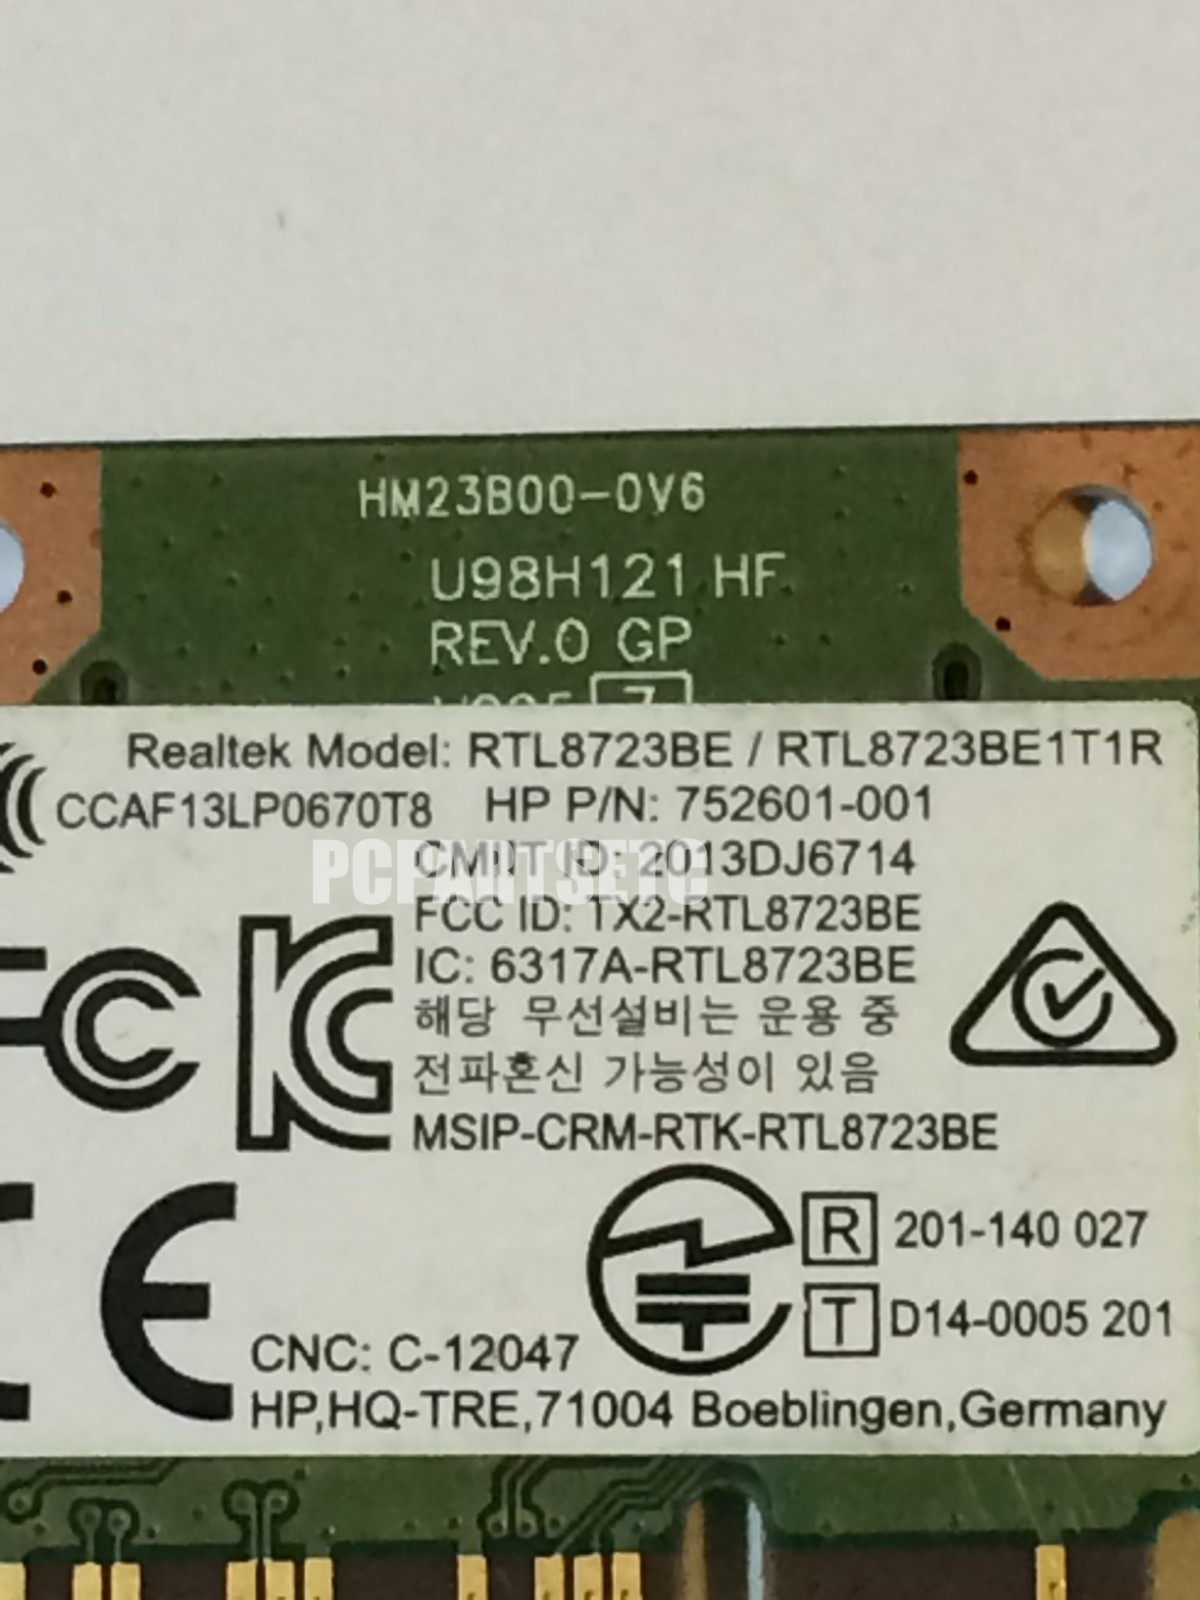 HM23B00-0V6
U98H121 HF
REV.0 GP
7
Realtek Model: RTL8723BE / RTL8723BE1T1R
CCAF13LP0670T8 HP P/N: 752601-001
CMIIT ID: 2013DJ6714
PCPARTSETC
FCC ID: TX2-RTL8723BE
IC: 6317A-RTL8723BE
해당 무선설비는 운용 중
전파혼신 가능성이 있음
MSIP-CRM-RTK-RTL8723BE
R 201-140 027
T D14-0005 201
CNC: C-12047
HP,HQ-TRE,71004 Boeblingen,Germany